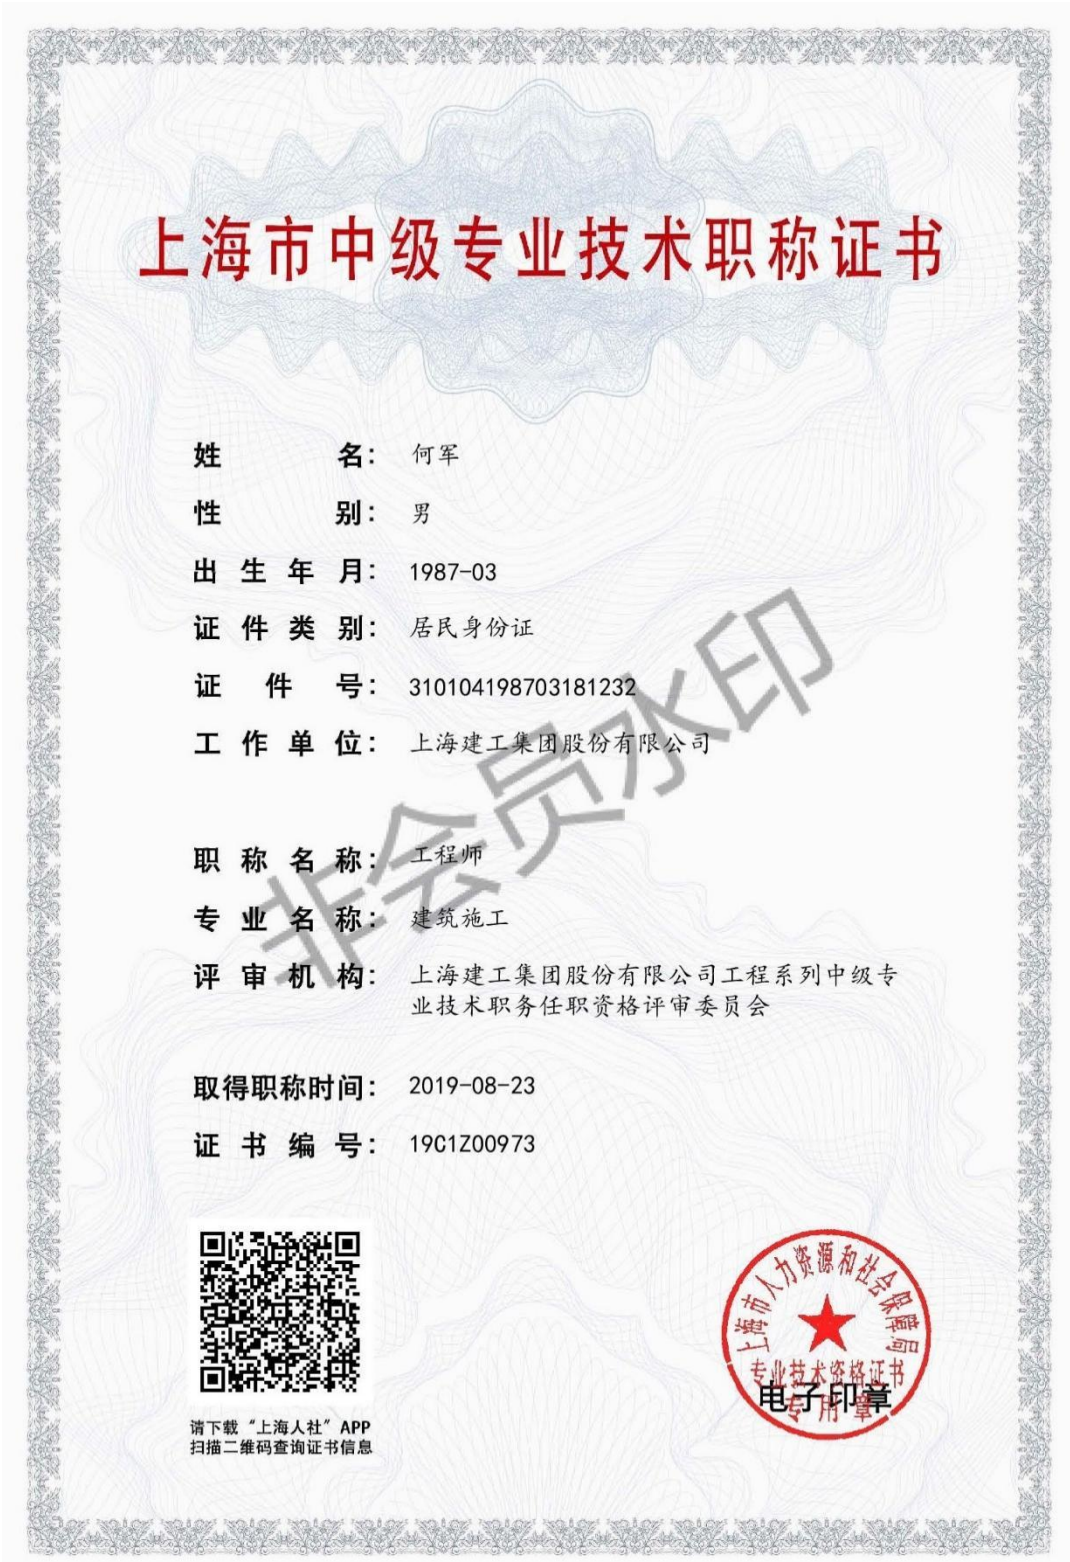 上海市中级专业技术职称证书
姓名： 何军
性别： 男
出生年月： 1987-03
证件类别： 居民身份证
证件号： 310104198703181232
工作单位： 上海建工集团股份有限公司
职称名称： 工程师
专业名称： 建筑施工
评审机构： 上海建工集团股份有限公司工程系列中级专
业技术职务任职资格评审委员会
取得职称时间： 2019-08-23
证书编号： 19C1Z00973
非会员水印
请下载“上海人社”APP
扫描二维码查询证书信息
上海市人力资源和社会保障局
专业技术资格证书
专用章
电子印章